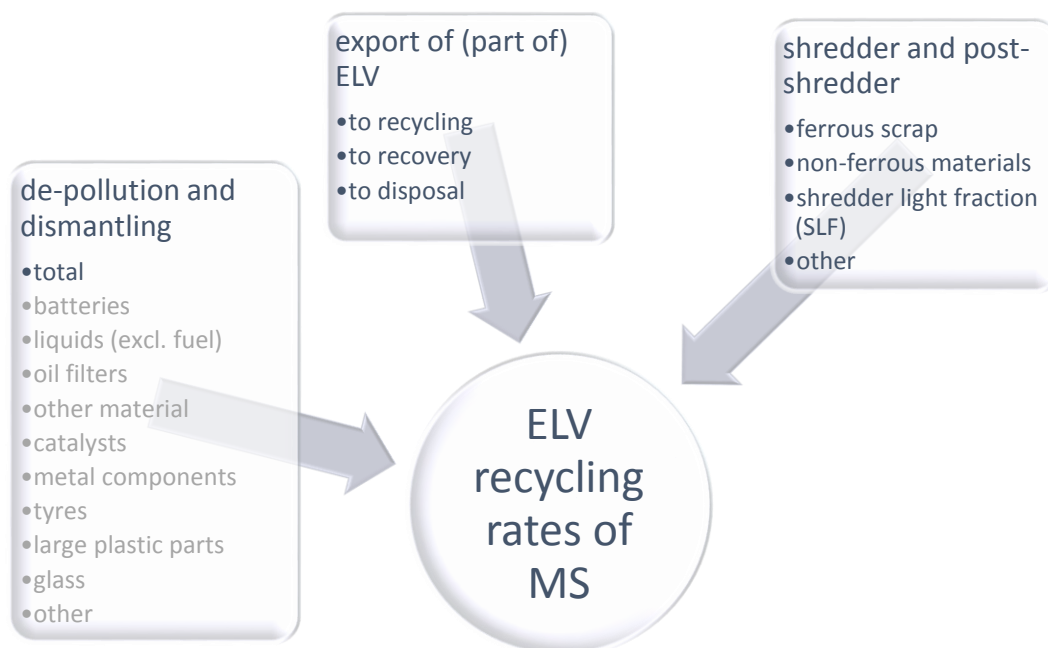 export of (part of)
ELV
•to recycling
•to recovery
•to disposal
shredder and post-
shredder
•ferrous scrap
•non-ferrous materials
•shredder light fraction
(SLF)
•other
de-pollution and
dismantling
•total
•batteries
•liquids (excl. fuel)
•oil filters
•other material
•catalysts
•metal components
•tyres
•large plastic parts
•glass
•other
ELV
recycling
rates of
MS